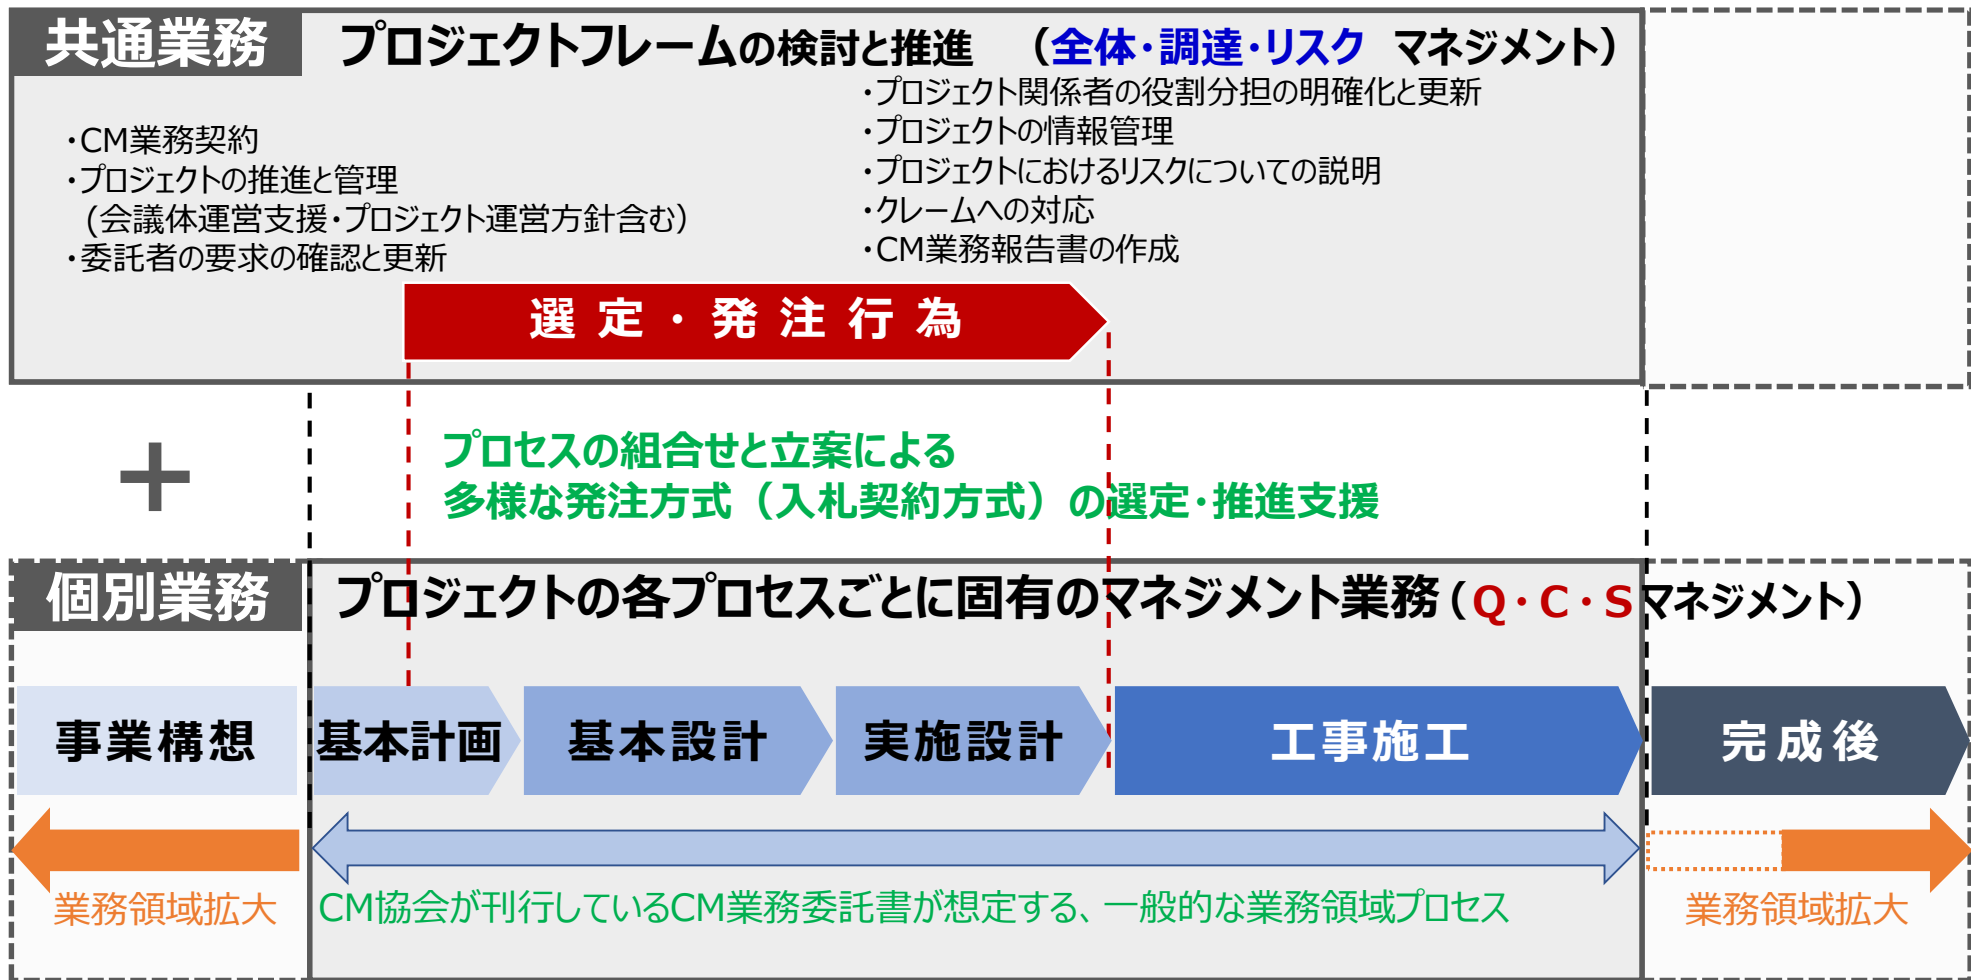 共通業務
プロジェクトフレームの検討と推進　（全体・調達・リスク　マネジメント）
・CM業務契約
・プロジェクトの推進と管理
(会議体運営支援・プロジェクト運営方針含む）
・委託者の要求の確認と更新
・プロジェクト関係者の役割分担の明確化と更新
・プロジェクトの情報管理
・プロジェクトにおけるリスクについての説明
・クレームへの対応
・CM業務報告書の作成
選定・発注行為
＋
プロセスの組合せと立案による
多様な発注方式（入札契約方式）の選定・推進支援
個別業務
プロジェクトの各プロセスごとに固有のマネジメント業務（Q・C・Sマネジメント）
事業構想
基本計画
基本設計
実施設計
工事施工
完成後
業務領域拡大
CM協会が刊行しているCM業務委託書が想定する、一般的な業務領域プロセス
業務領域拡大